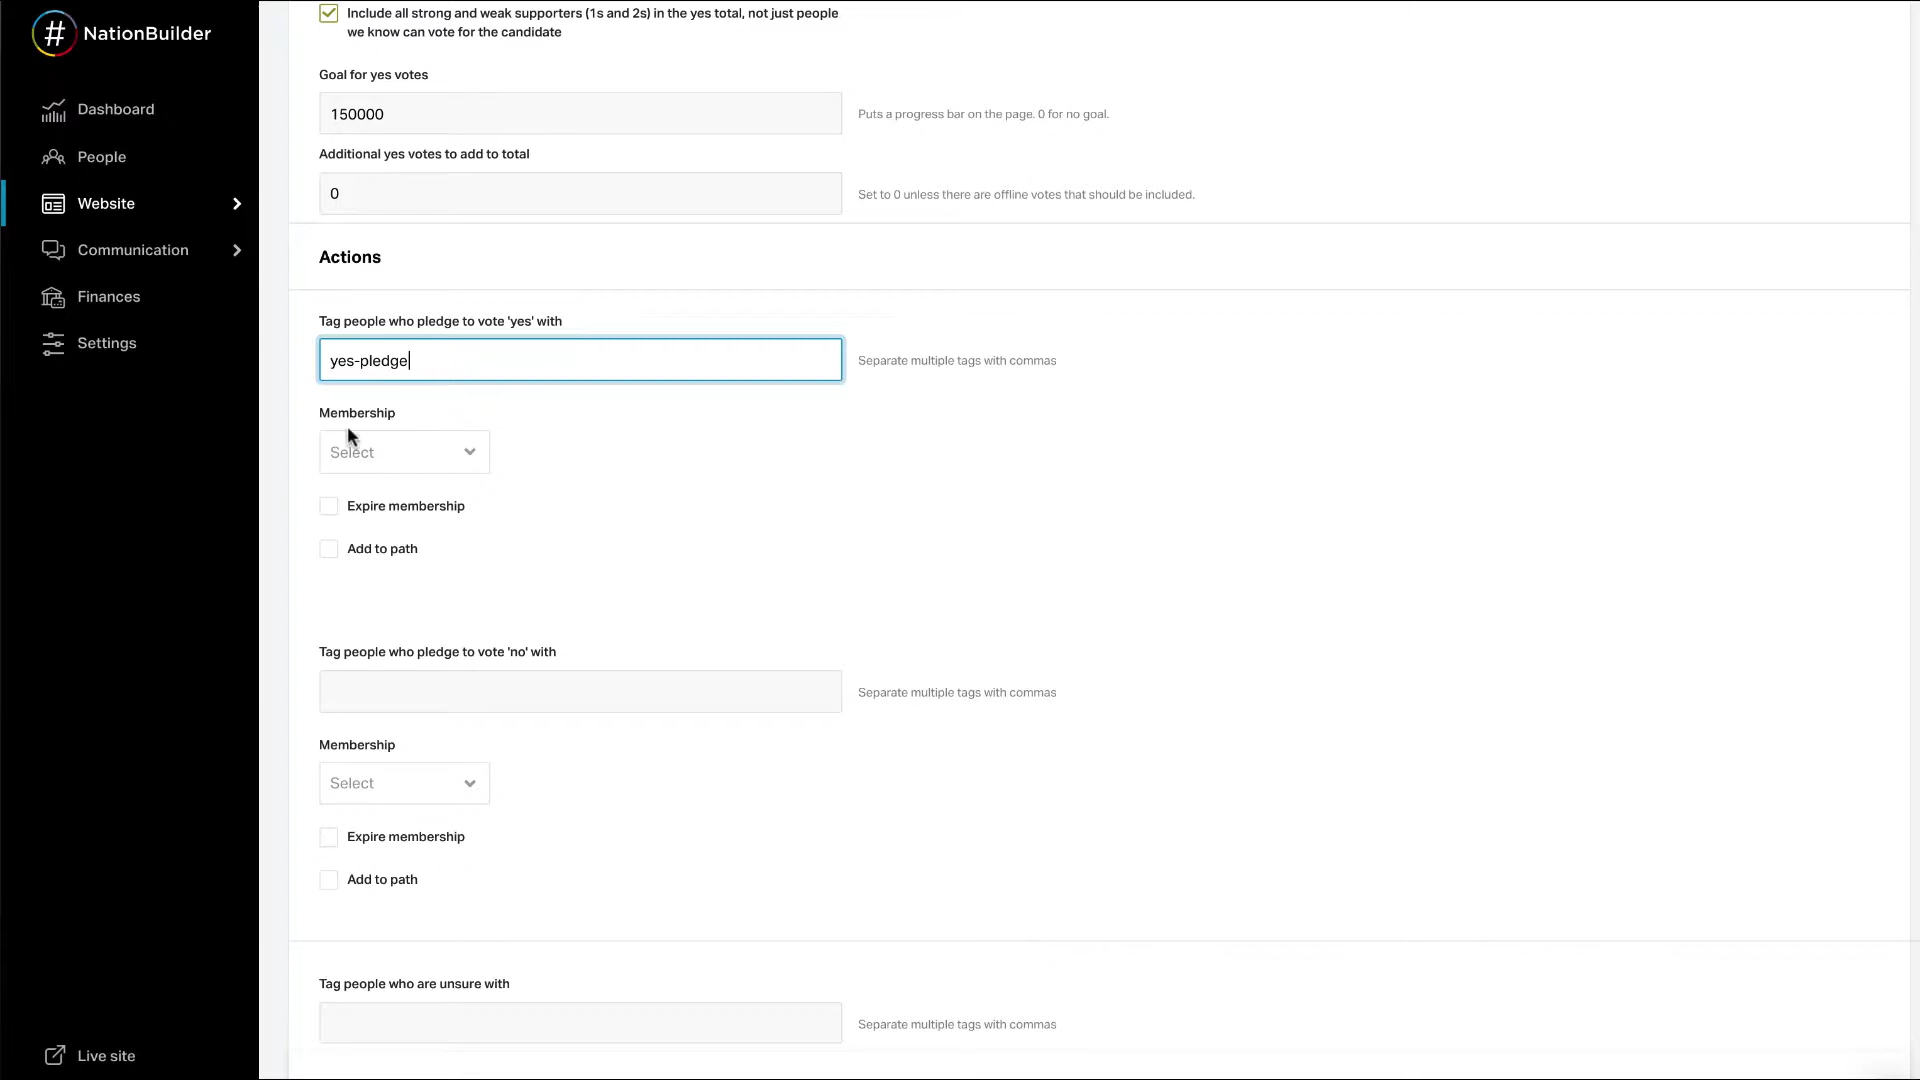 NationBuilder
Dashboard
People
Website
Communication
Finances
Settings
Live site
Include all strong and weak supporters (1s and 2s) in the yes total, not just people
we know can vote for the candidate
Goal for yes votes
150000
Puts a progress bar on the page. 0 for no goal.
Additional yes votes to add to total
0
Set to 0 unless there are offline votes that should be included.
Actions
Tag people who pledge to vote 'yes' with
yes-pledge
Separate multiple tags with commas
Membership
Select
Expire membership
Add to path
Tag people who pledge to vote 'no' with
Separate multiple tags with commas
Membership
Select
Expire membership
Add to path
Tag people who are unsure with
Separate multiple tags with commas